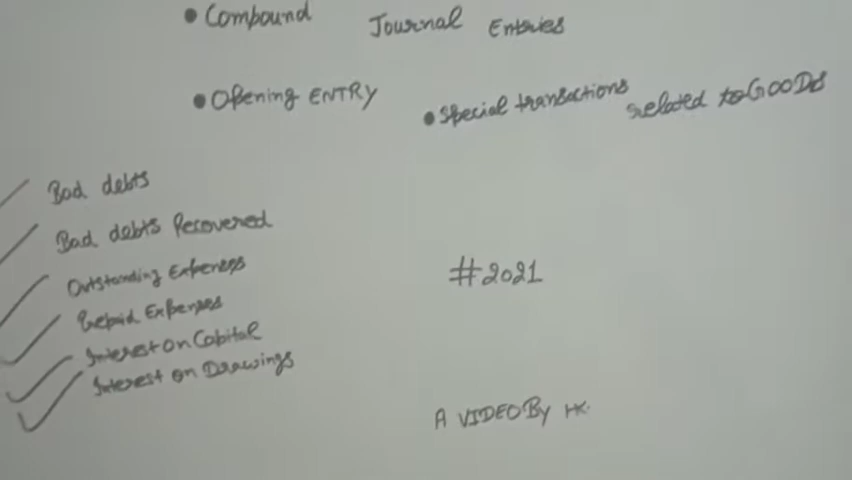 • Compound Journal Entries
• Opening ENTRY • Special transactions related to GOODs
Bad debts
Bad debts Recovered
Outstanding Expenses
Prepaid Expenses
Interest on Capital
Interest on Drawings
#2021
A VIDEO By HK.